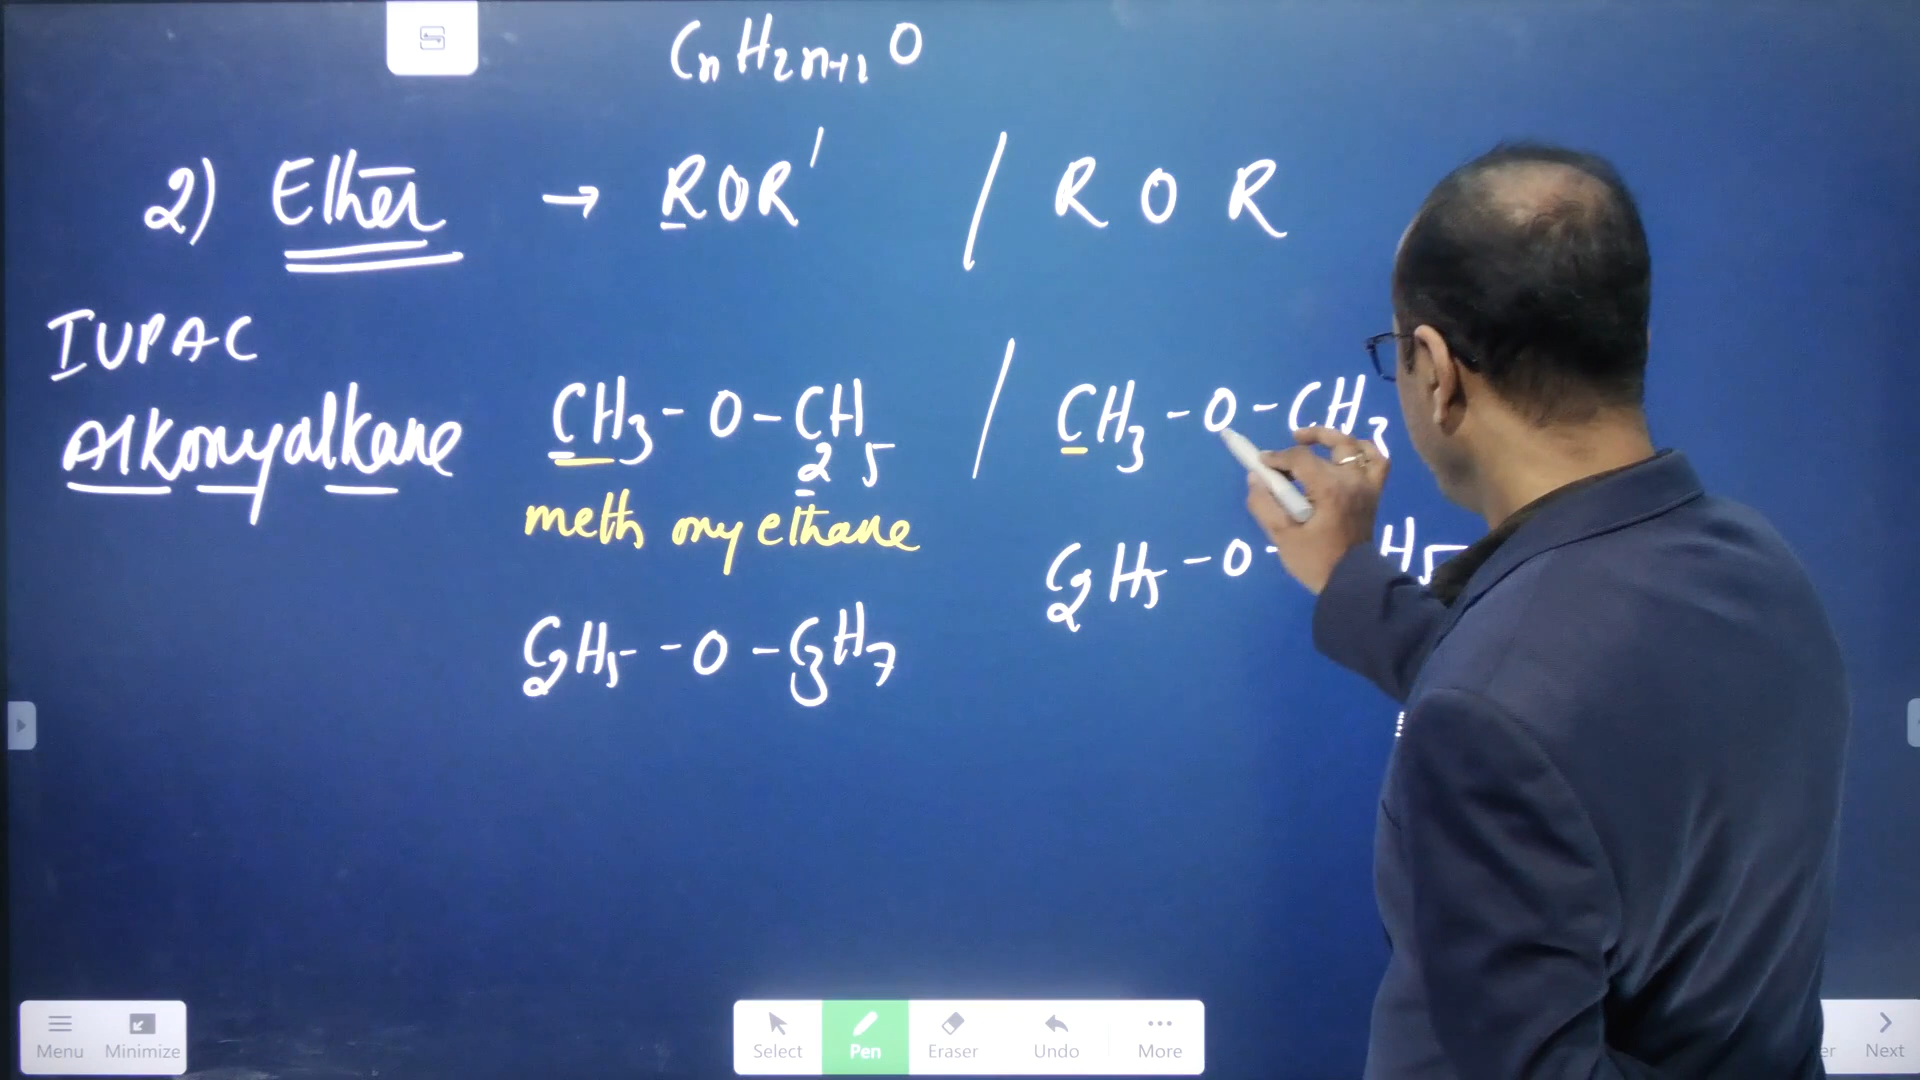 CnH2n+2O
2) Ether → ROR' / R O R
IUPAC
Alkoxyalkane
CH3 - O - C2H5 / CH3 - O - CH3
methoxyethane
C2H5 - O - H5
C2H5 - O - C3H7
Menu Minimize Select Pen Eraser Undo More Next